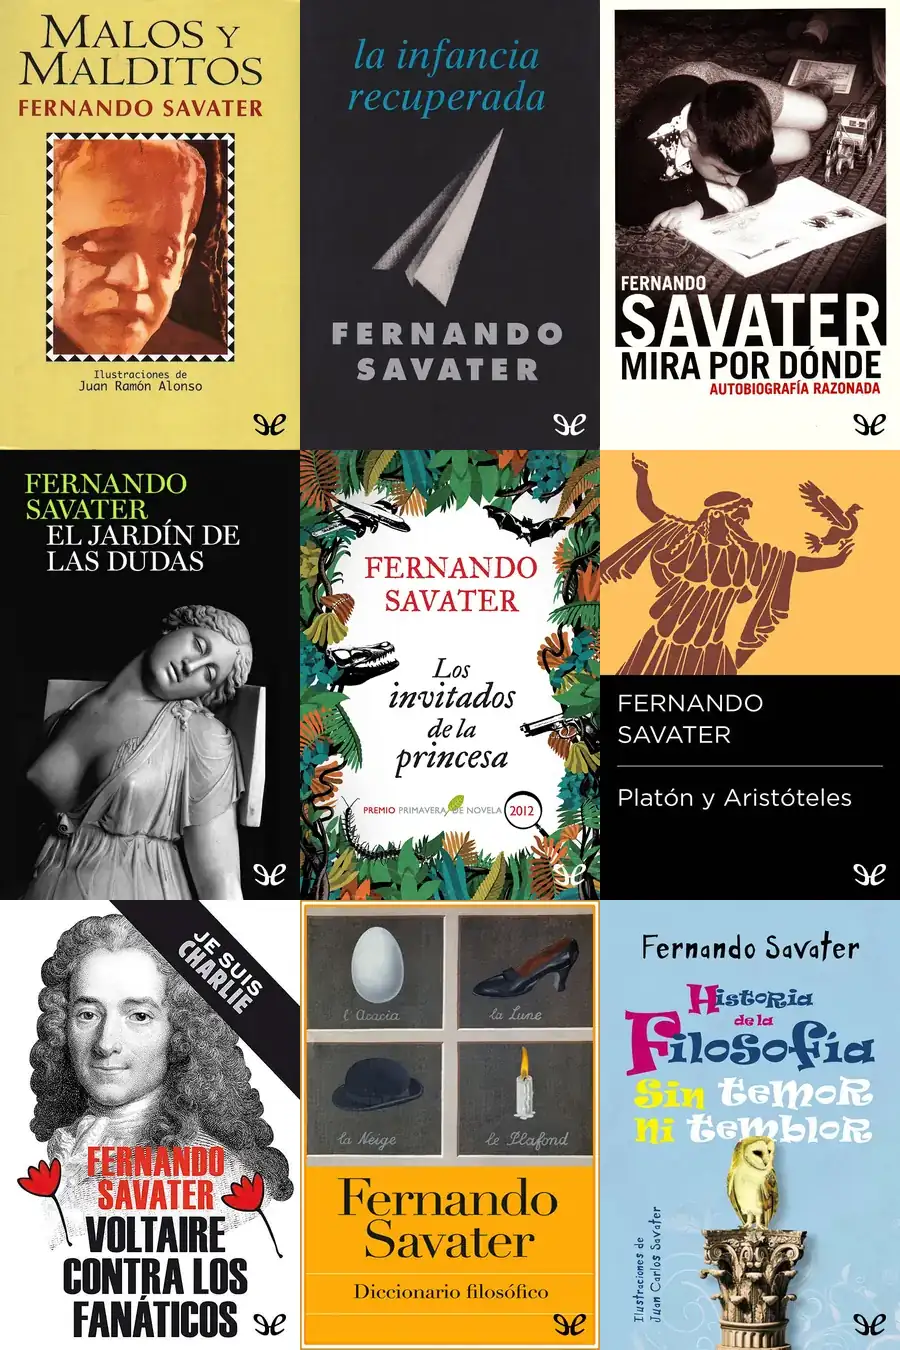 MALOS Y
MALDITOS
FERNANDO SAVATER
Ilustraciones de
Juan Ramón Alonso
la infancia
recuperada
FERNANDO
SAVATER
FERNANDO
SAVATER
MIRA POR DÓNDE
AUTOBIOGRAFÍA RAZONADA
FERNANDO
SAVATER
EL JARDÍN DE
LAS DUDAS
FERNANDO
SAVATER
Los
invitados
de la
princesa
PREMIO PRIMAVERA DE NOVELA 2012
FERNANDO
SAVATER
Platón y Aristóteles
JE SUIS
CHARLIE
FERNANDO
SAVATER
VOLTAIRE
CONTRA LOS
FANÁTICOS
l'Acacia
la Lune
la Neige
le Plafond
Fernando
Savater
Diccionario filosófico
Fernando Savater
Historia
de la
Filosofía
sin temor
ni temblor
Ilustraciones de
Juan Carlos Savater